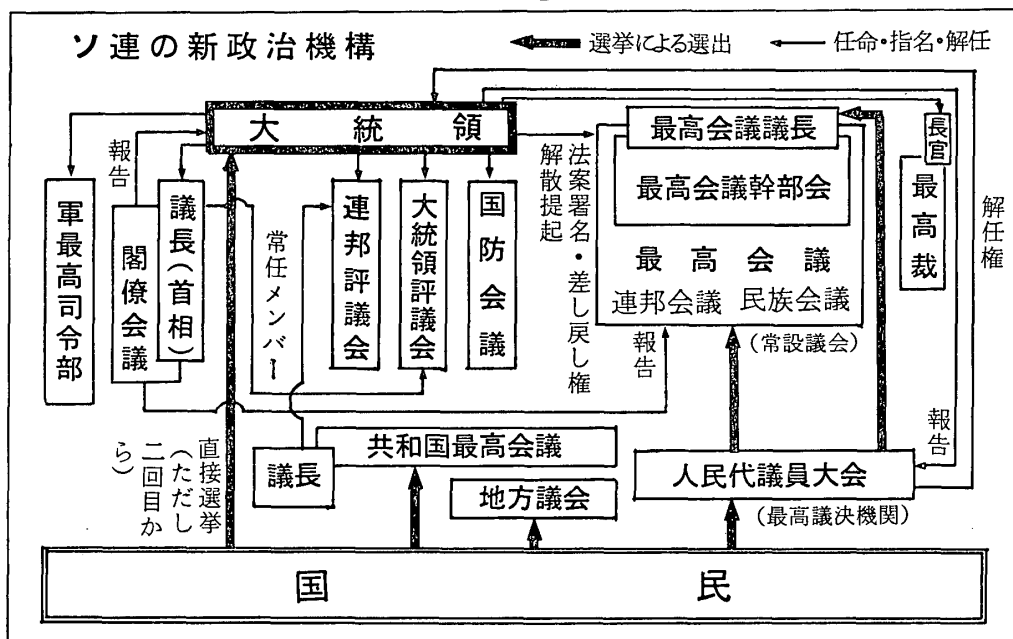 ソ連の新政治機構
選挙による選出
任命・指名・解任
大統領
報告
軍最高司令部
閣僚会議
議長(首相)
常任メンバー
連邦評議会
大統領評議会
国防会議
法案署名・差し戻し権
解散提起
最高会議議長
最高会議幹部会
最高会議
連邦会議 民族会議
(常設議会)
報告
長官
最高裁
解任権
報告
直接選挙
(ただし
二回目か
ら)
議長
共和国最高会議
地方議会
人民代議員大会
(最高議決機関)
国民